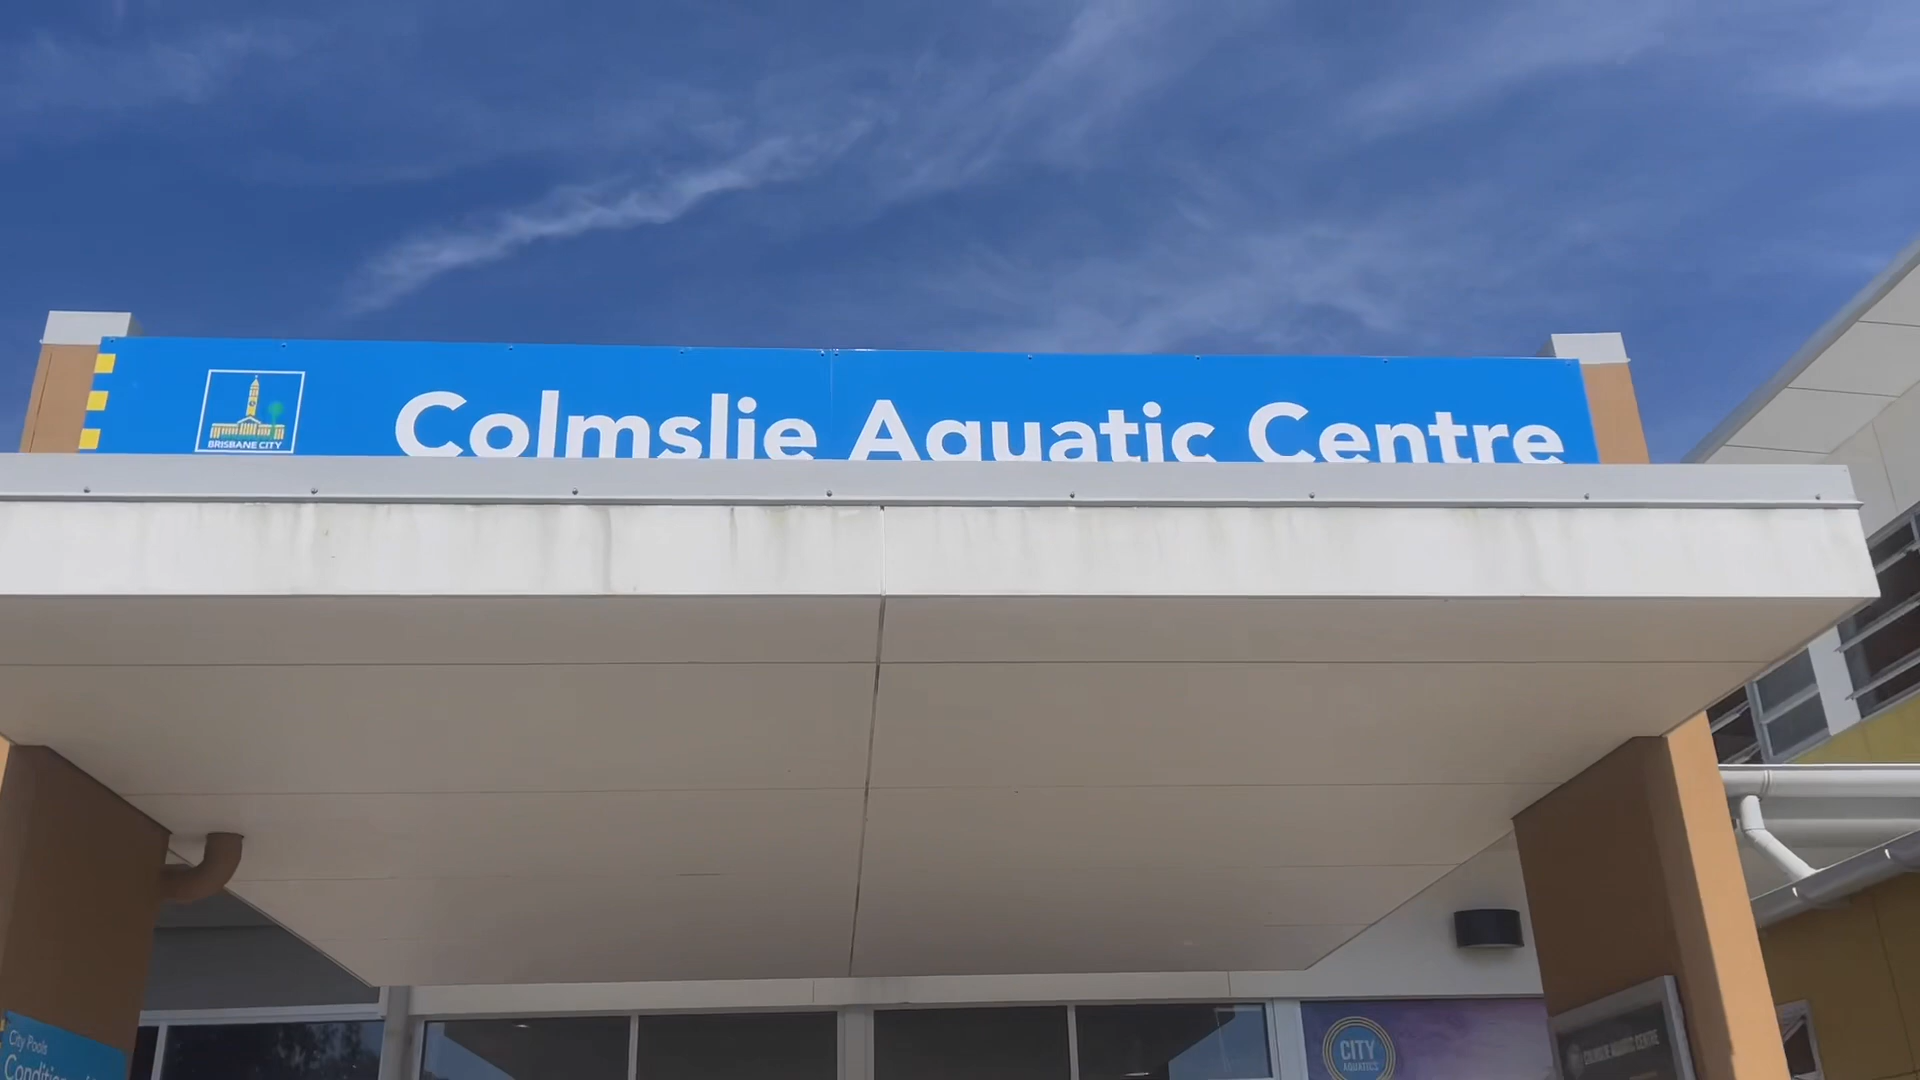 BRISBANE CITY
Colmslie Aquatic Centre
City Pools
CITY
AQUATICS
COLMSLIE AQUATIC CENTRE